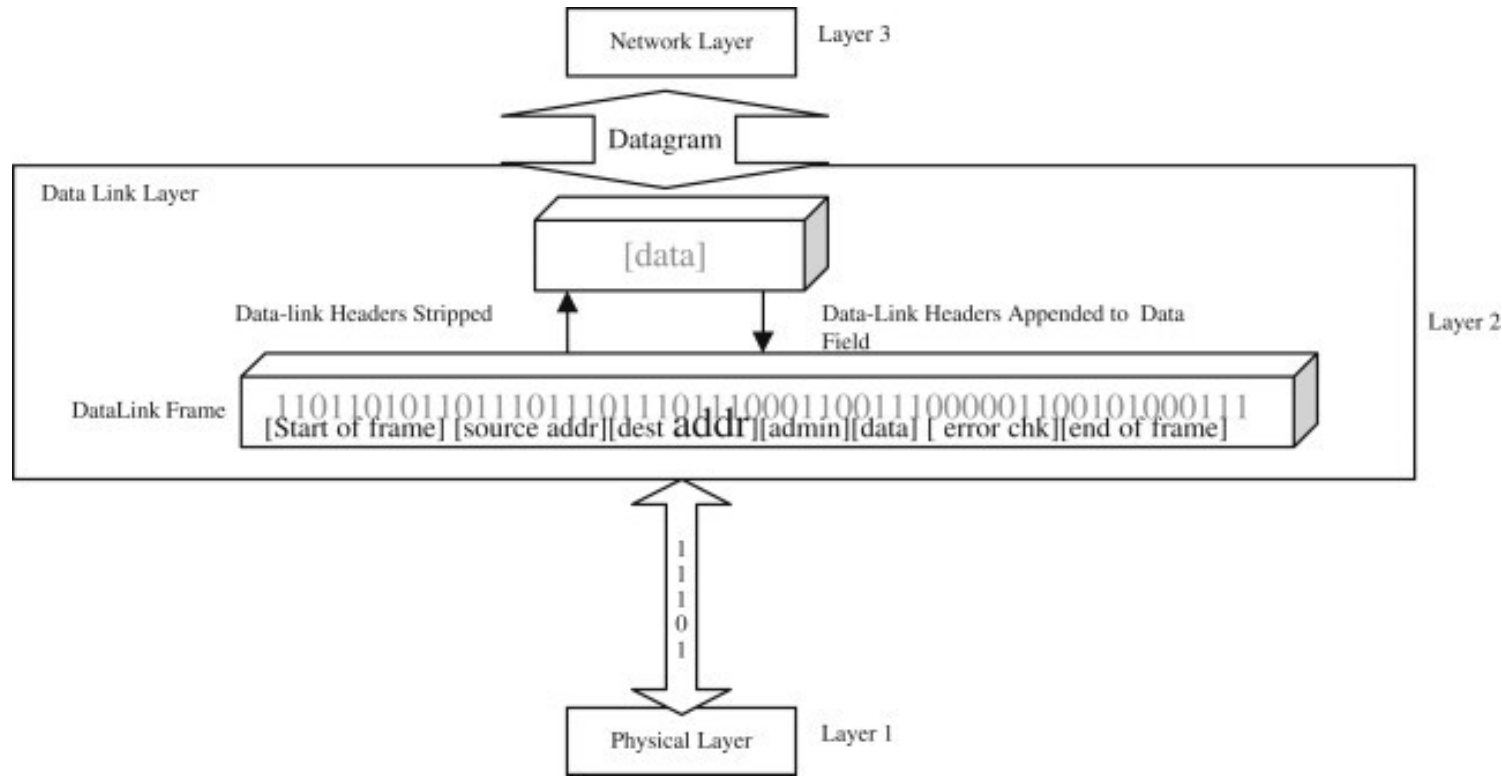 Network Layer
Layer 3
Datagram
Data Link Layer
[data]
Data-link Headers Stripped
Data-Link Headers Appended to Data
Field
Layer 2
DataLink Frame
[Start of frame] [source addr][dest addr][admin][data] [ error chk][end of frame]
1
1
1
0
1
Physical Layer
Layer 1